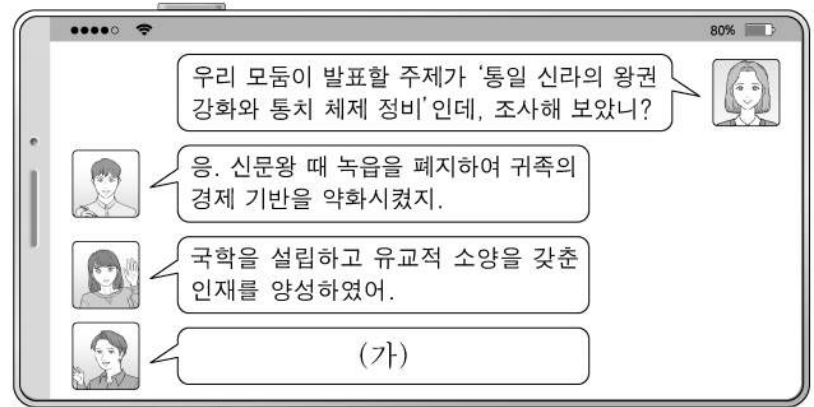 80%
우리 모둠이 발표할 주제가 ‘통일 신라의 왕권
강화와 통치 체제 정비’인데, 조사해 보았니?
응. 신문왕 때 녹읍을 폐지하여 귀족의
경제 기반을 약화시켰지.
국학을 설립하고 유교적 소양을 갖춘
인재를 양성하였어.
(가)